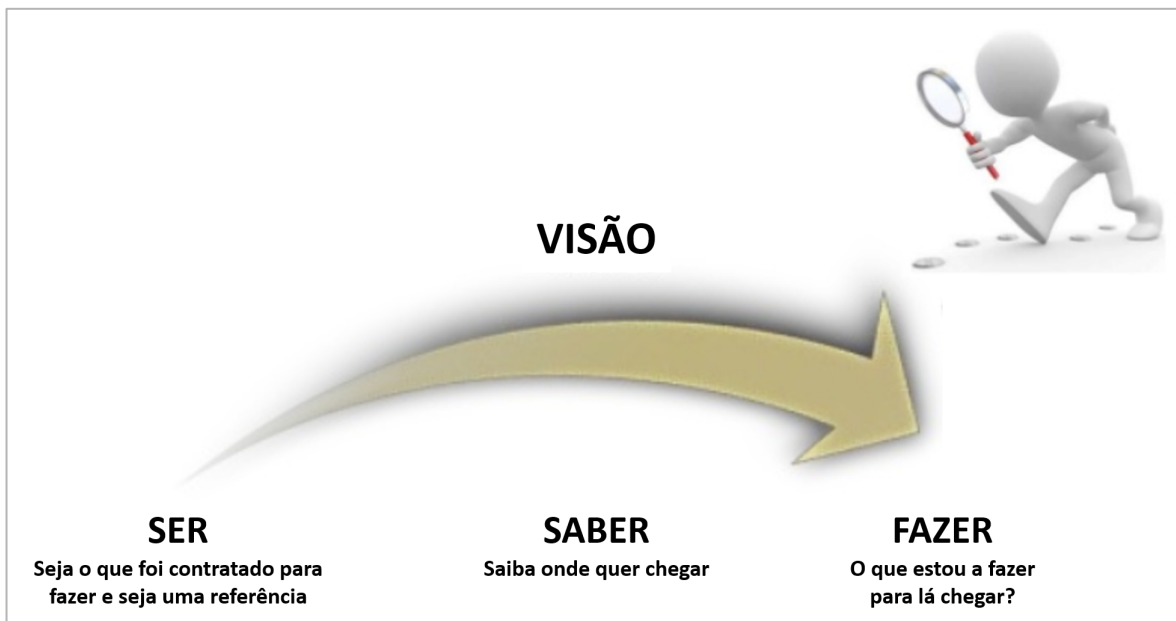 VISÃO
SER
Seja o que foi contratado para
fazer e seja uma referência
SABER
Saiba onde quer chegar
FAZER
O que estou a fazer
para lá chegar?